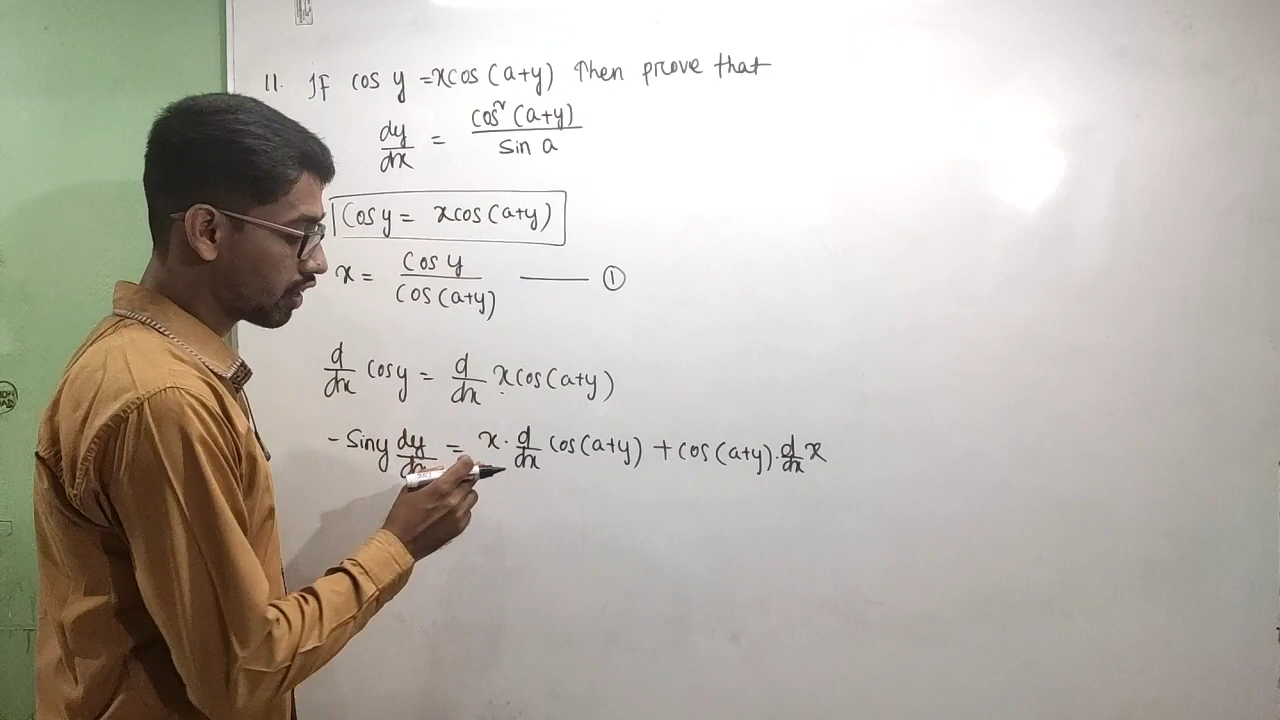 11. If cos y = x cos (a+y) Then prove that
dy/dx = cos² (a+y) / sin a
Cos y = x cos (a+y)
x = Cos y / Cos (a+y) —— ①
d/dx cos y = d/dx x cos (a+y)
- Sin y dy/dx = x · d/dx cos (a+y) + cos (a+y) · d/dx x